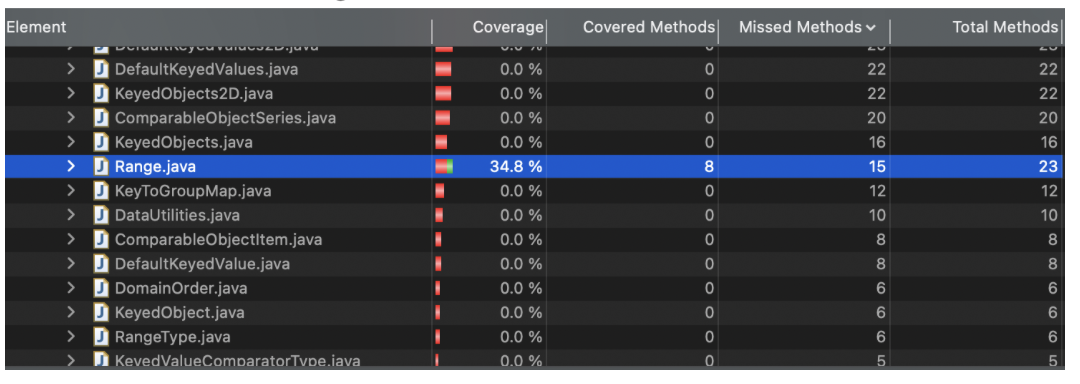 Element Coverage Covered Methods Missed Methods Total Methods
DefaultKeyedValues2D.java 0.0 % 0 23 23
> J DefaultKeyedValues.java 0.0 % 0 22 22
> J KeyedObjects2D.java 0.0 % 0 22 22
> J ComparableObjectSeries.java 0.0 % 0 20 20
> J KeyedObjects.java 0.0 % 0 16 16
> J Range.java 34.8 % 8 15 23
> J KeyToGroupMap.java 0.0 % 0 12 12
> J DataUtilities.java 0.0 % 0 10 10
> J ComparableObjectItem.java 0.0 % 0 8 8
> J DefaultKeyedValue.java 0.0 % 0 8 8
> J DomainOrder.java 0.0 % 0 6 6
> J KeyedObject.java 0.0 % 0 6 6
> J RangeType.java 0.0 % 0 6 6
> J KeyedValueComparatorType.java 0.0 % 0 5 5